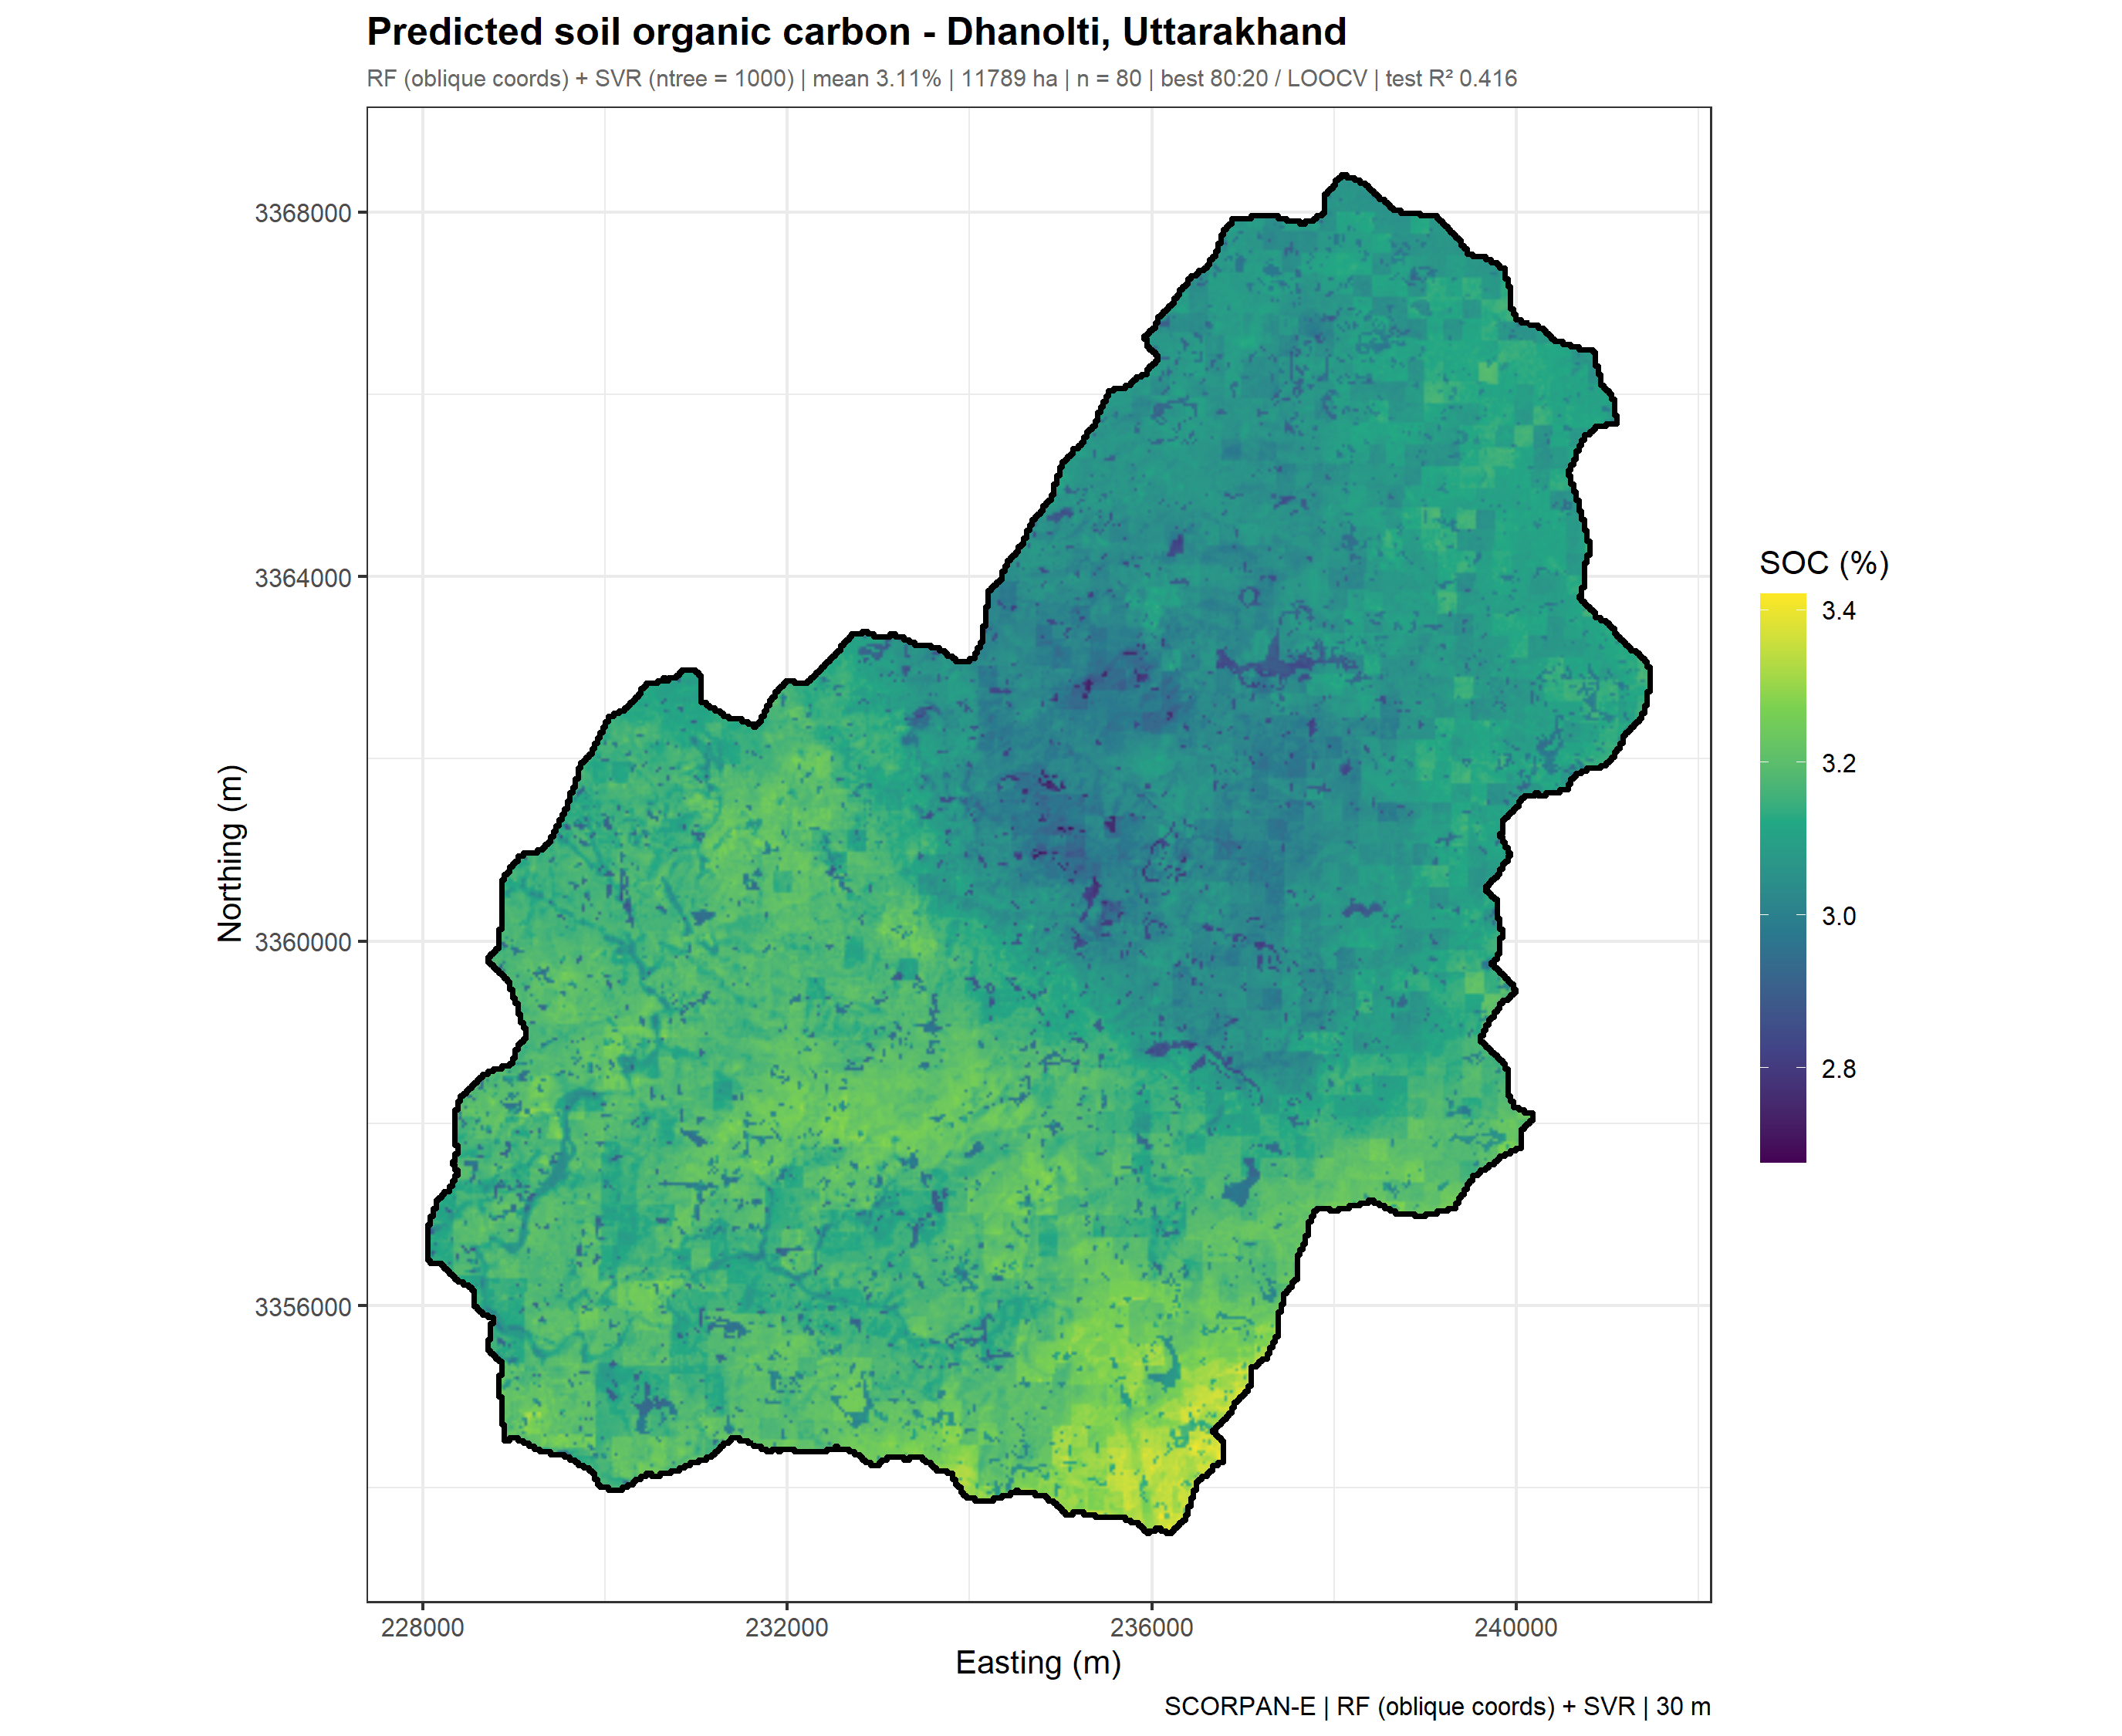 Predicted soil organic carbon - Dhanolti, Uttarakhand
RF (oblique coords) + SVR (ntree = 1000) | mean 3.11% | 11789 ha | n = 80 | best 80:20 / LOOCV | test R² 0.416
3368000
3364000
3360000
3356000
Northing (m)
228000
232000
236000
240000
Easting (m)
SOC (%)
3.4
3.2
3.0
2.8
SCORPAN-E | RF (oblique coords) + SVR | 30 m